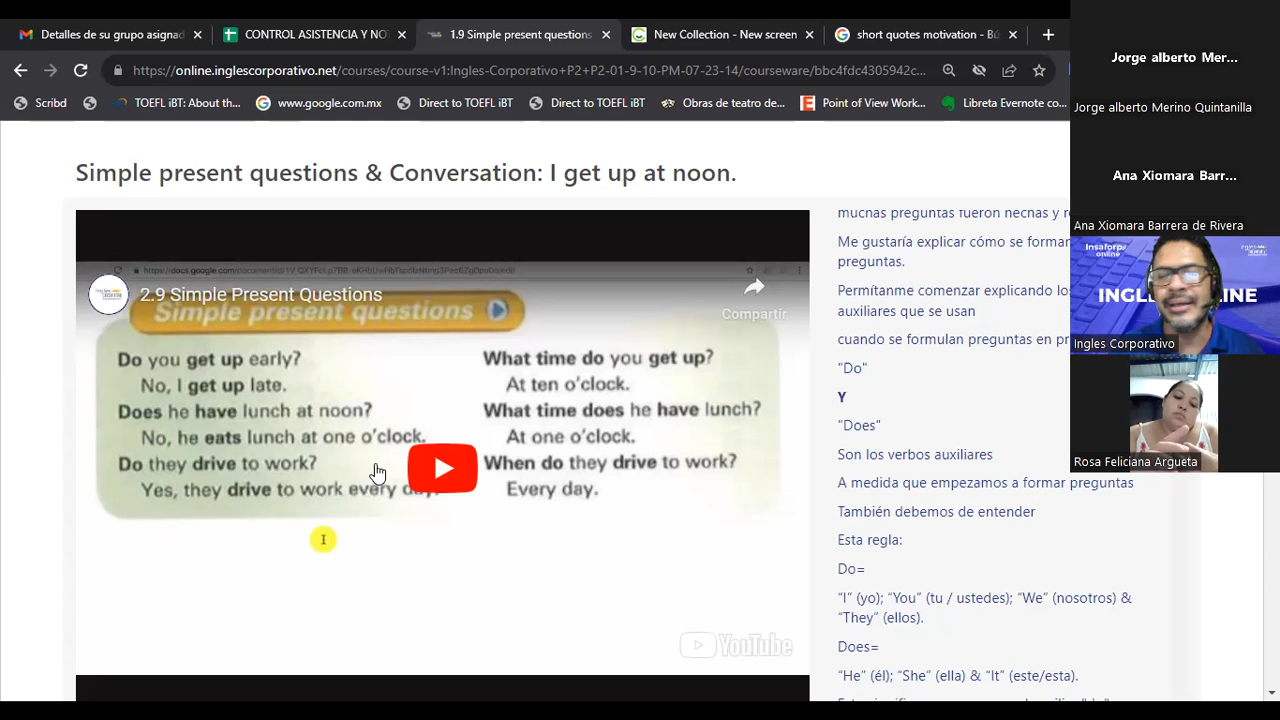 Detalles de su grupo asignad
CONTROL ASISTENCIA Y NO
1.9 Simple present questions
New Collection - New screen
short quotes motivation - Bú
https://online.inglescorporativo.net/courses/course-v1:Ingles-Corporativo+P2+P2-01-9-10-PM-07-23-14/courseware/bbc4fdc4305942c...
Scribd
TOEFL iBT: About th...
www.google.com.mx
Direct to TOEFL iBT
Direct to TOEFL iBT
Obras de teatro de...
Point of View Work...
Libreta Evernote co...
Simple present questions & Conversation: I get up at noon.
2.9 Simple Present Questions
Compartir
Simple present questions
Do you get up early?
No, I get up late.
Does he have lunch at noon?
No, he eats lunch at one o'clock.
Do they drive to work?
Yes, they drive to work every day.
What time do you get up?
At ten o'clock.
What time does he have lunch?
At one o'clock.
When do they drive to work?
Every day.
YouTube
muchas preguntas fueron hechas y
Me gustaría explicar cómo se formar
preguntas.
Permítanme comenzar explicando lo
auxiliares que se usan
cuando se formulan preguntas en pr
"Do"
Y
"Does"
Son los verbos auxiliares
A medida que empezamos a formar preguntas
También debemos de entender
Esta regla:
Do=
“I” (yo); “You” (tu / ustedes); “We” (nosotros) &
“They” (ellos).
Does=
“He” (él); “She” (ella) & “It” (este/esta).
Jorge alberto Mer...
Jorge alberto Merino Quintanilla
Ana Xiomara Barr...
Ana Xiomara Barrera de Rivera
Insaforp
online
Ingles Corporativo
Rosa Feliciana Argueta